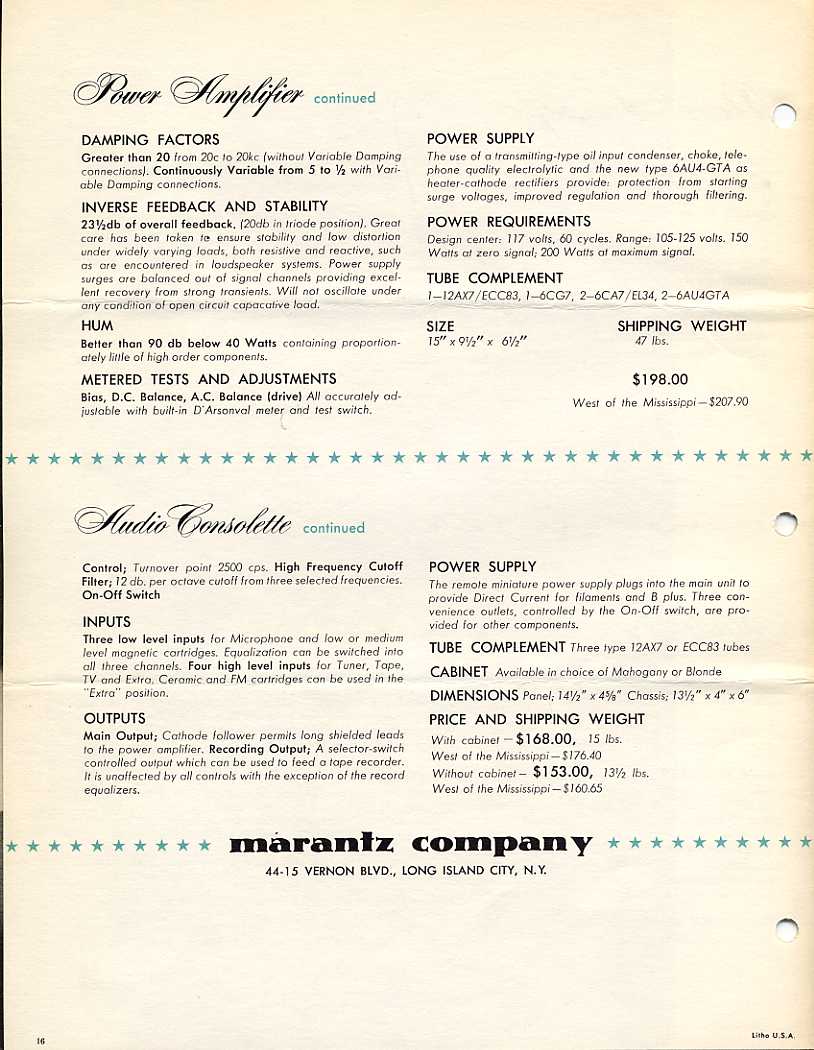 Power Amplifier continued
DAMPING FACTORS
Greater than 20 from 20c to 20kc (without Variable Damping
connections). Continuously Variable from 5 to ½ with Vari-
able Damping connections.
INVERSE FEEDBACK AND STABILITY
23½db of overall feedback. (20db in triode position). Great
care has been taken to ensure stability and low distortion
under widely varying loads, both resistive and reactive, such
as are encountered in loudspeaker systems. Power supply
surges are balanced out of signal channels providing excel-
lent recovery from strong transients. Will not oscillate under
any condition of open circuit capacative load.
HUM
Better than 90 db below 40 Watts containing proportion-
ately little of high order components.
METERED TESTS AND ADJUSTMENTS
Bias, D.C. Balance, A.C. Balance (drive) All accurately ad-
justable with built-in D'Arsonval meter and test switch.
POWER SUPPLY
The use of a transmitting-type oil input condenser, choke, tele-
phone quality electrolytic and the new type 6AU4-GTA as
heater-cathode rectifiers provide: protection from starting
surge voltages, improved regulation and thorough filtering.
POWER REQUIREMENTS
Design center: 117 volts, 60 cycles. Range: 105-125 volts. 150
Watts at zero signal; 200 Watts at maximum signal.
TUBE COMPLEMENT
1—12AX7/ECC83, 1—6CG7, 2—6CA7/EL34, 2—6AU4GTA
SIZE SHIPPING WEIGHT
15" x 9½" x 6½" 47 lbs.
$198.00
West of the Mississippi—$207.90
Audio Consolette continued
Control; Turnover point 2500 cps. High Frequency Cutoff
Filter; 12 db. per octave cutoff from three selected frequencies.
On-Off Switch
INPUTS
Three low level inputs for Microphone and low or medium
level magnetic cartridges. Equalization can be switched into
all three channels. Four high level inputs for Tuner, Tape,
TV and Extra. Ceramic and FM cartridges can be used in the
"Extra" position.
OUTPUTS
Main Output; Cathode follower permits long shielded leads
to the power amplifier. Recording Output; A selector-switch
controlled output which can be used to feed a tape recorder.
It is unaffected by all controls with the exception of the record
equalizers.
POWER SUPPLY
The remote miniature power supply plugs into the main unit to
provide Direct Current for filaments and B plus. Three con-
venience outlets, controlled by the On-Off switch, are pro-
vided for other components.
TUBE COMPLEMENT Three type 12AX7 or ECC83 tubes
CABINET Available in choice of Mahogany or Blonde
DIMENSIONS Panel; 14½" x 4⅝" Chassis; 13½" x 4" x 6"
PRICE AND SHIPPING WEIGHT
With cabinet — $168.00, 15 lbs.
West of the Mississippi—$176.40
Without cabinet— $153.00, 13½ lbs.
West of the Mississippi—$160.65
marantz company
44-15 VERNON BLVD., LONG ISLAND CITY, N.Y.
16
Litho U.S.A.